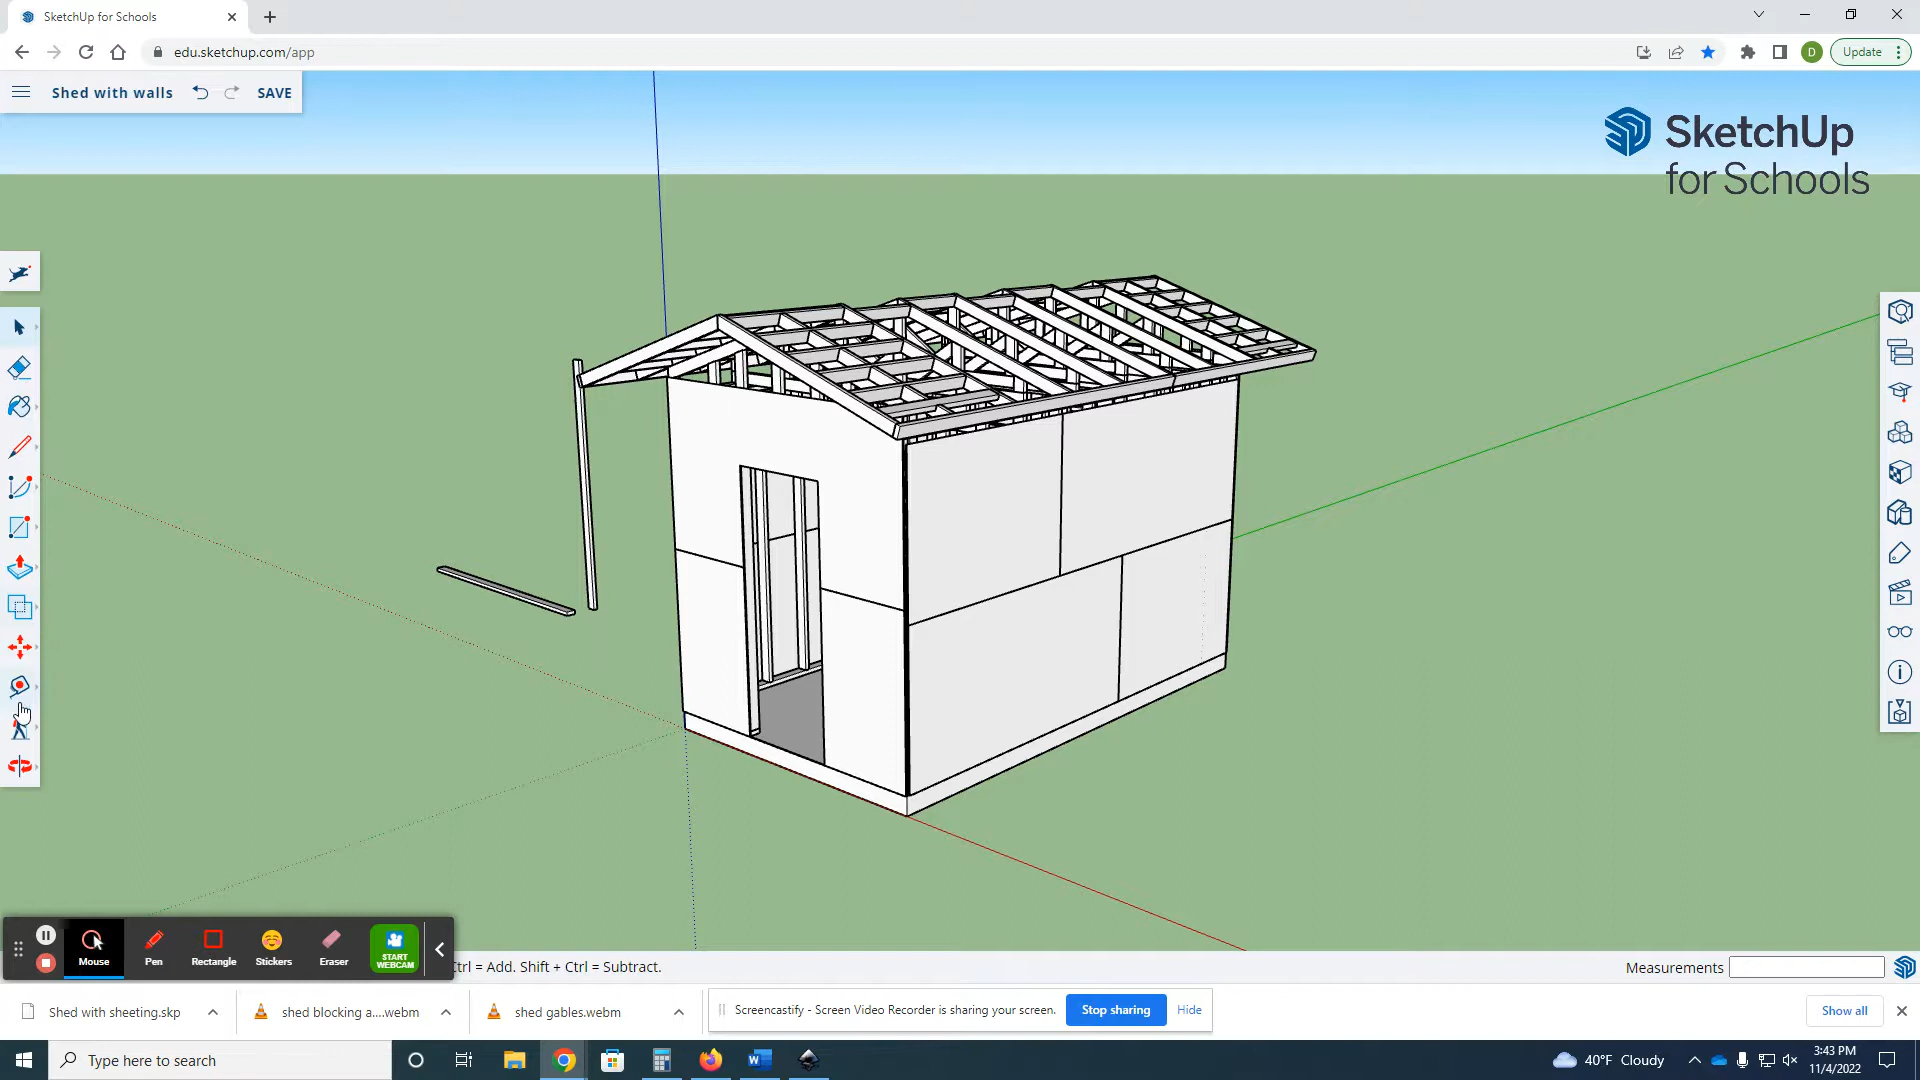 SketchUp for Schools
edu.sketchup.com/app
D
Update
Shed with walls
SAVE
SketchUp
for Schools
Mouse
Pen
Rectangle
Stickers
Eraser
START
WEBCAM
Ctrl = Add. Shift + Ctrl = Subtract.
Measurements
Shed with sheeting.skp
shed blocking a....webm
shed gables.webm
Screencastify - Screen Video Recorder is sharing your screen.
Stop sharing
Hide
Show all
Type here to search
40°F Cloudy
3:43 PM
11/4/2022